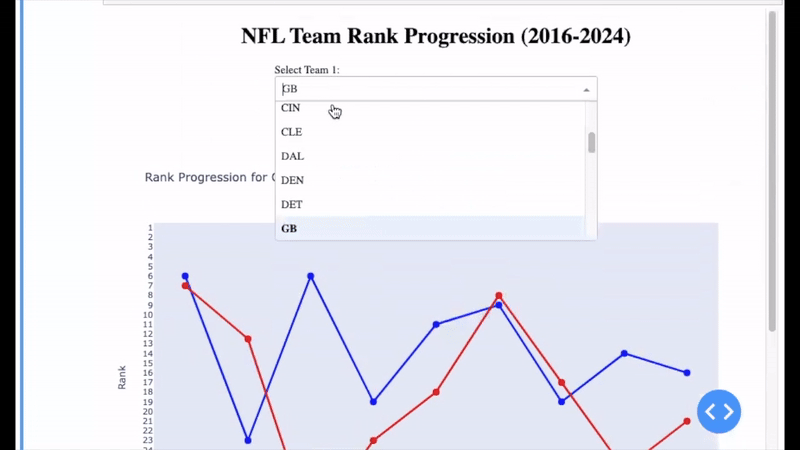 NFL Team Rank Progression (2016-2024)
Select Team 1:
GB
CIN
CLE
DAL
DEN
DET
GB
Rank Progression for
1
2
3
4
5
6
7
8
9
10
11
12
13
14
15
16
17
18
19
20
21
22
23
Rank